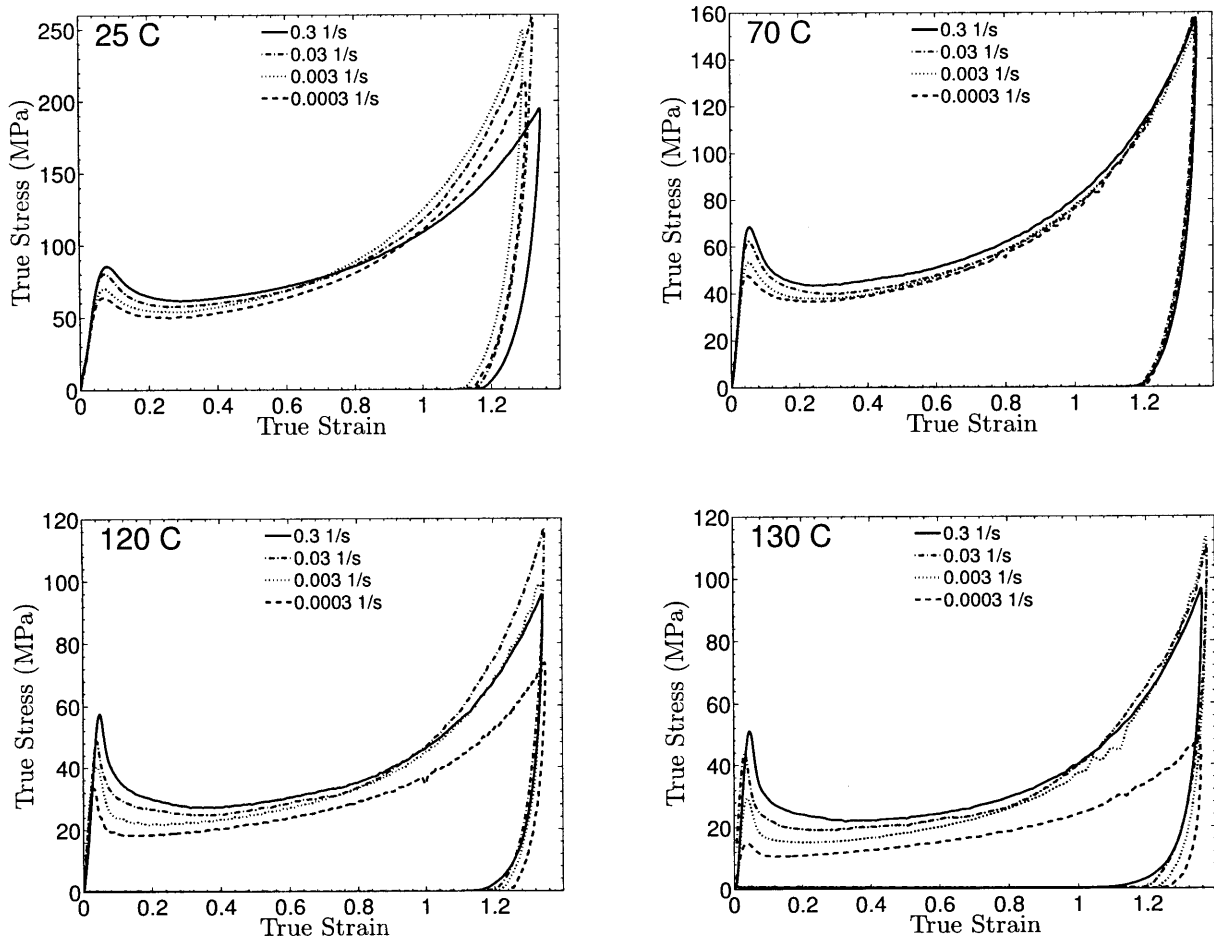 25 C
0.3 1/s
0.03 1/s
0.003 1/s
0.0003 1/s
True Stress (MPa)
250
200
150
100
50
0
0 0.2 0.4 0.6 0.8 1 1.2
True Strain
70 C
0.3 1/s
0.03 1/s
0.003 1/s
0.0003 1/s
True Stress (MPa)
160
140
120
100
80
60
40
20
0
0 0.2 0.4 0.6 0.8 1 1.2
True Strain
120 C
0.3 1/s
0.03 1/s
0.003 1/s
0.0003 1/s
True Stress (MPa)
120
100
80
60
40
20
0
0 0.2 0.4 0.6 0.8 1 1.2
True Strain
130 C
0.3 1/s
0.03 1/s
0.003 1/s
0.0003 1/s
True Stress (MPa)
120
100
80
60
40
20
0
0 0.2 0.4 0.6 0.8 1 1.2
True Strain